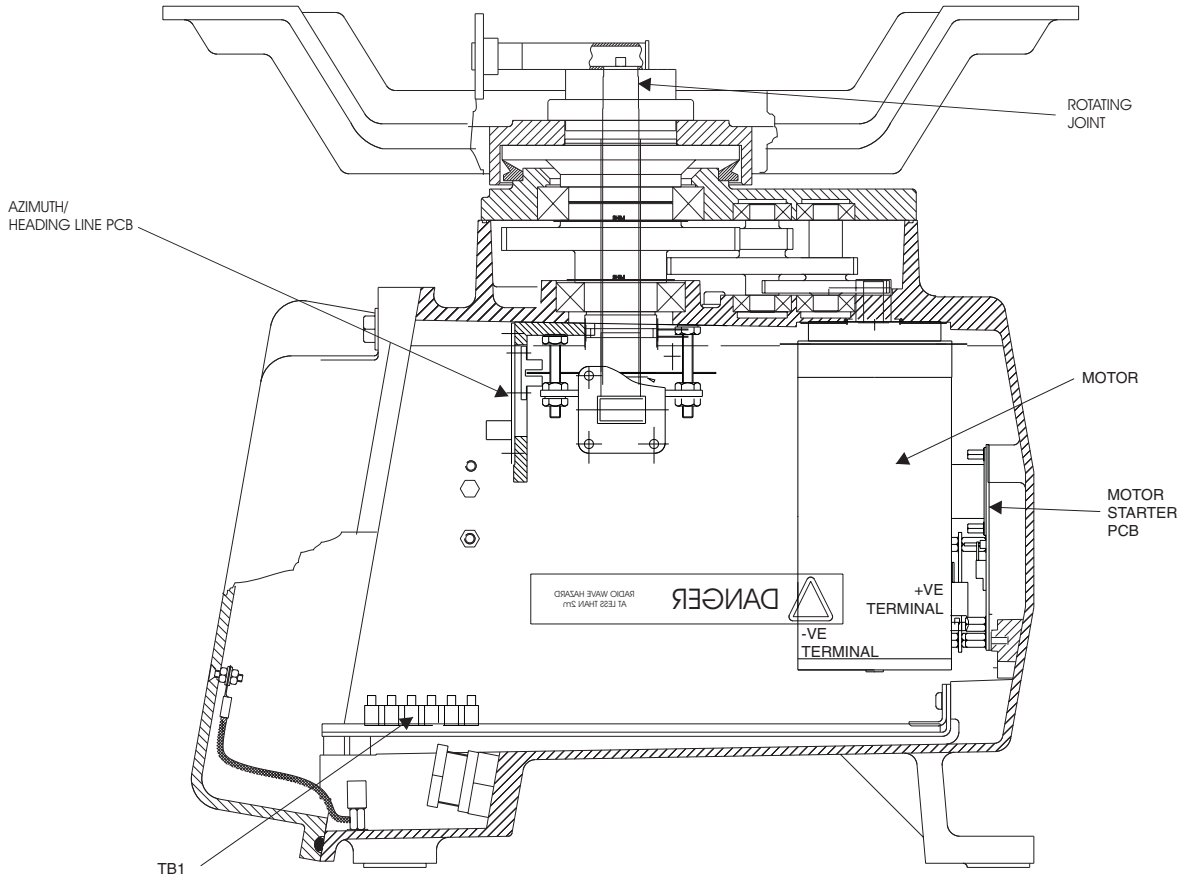 ROTATING
JOINT
AZIMUTH/
HEADING LINE PCB
MOTOR
MOTOR
STARTER
PCB
RADIO WAVE HAZARD
AT LESS THAN 2m
DANGER
+VE
TERMINAL
-VE
TERMINAL
TB1